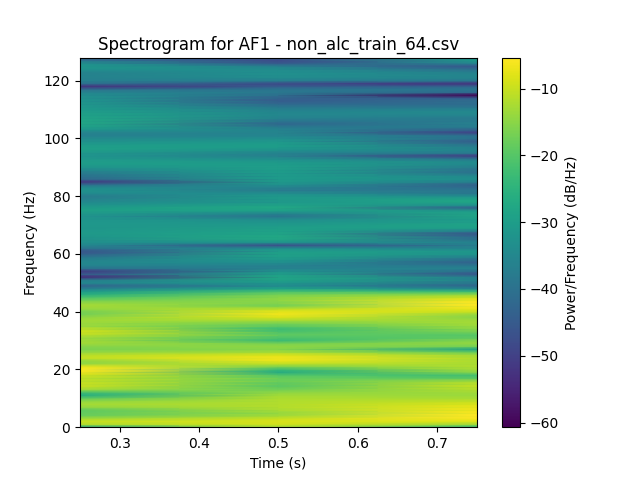 Spectrogram for AF1 - non_alc_train_64.csv
120
100
80
60
40
20
0
Frequency (Hz)
0.3 0.4 0.5 0.6 0.7
Time (s)
−10
−20
−30
−40
−50
−60
Power/Frequency (dB/Hz)